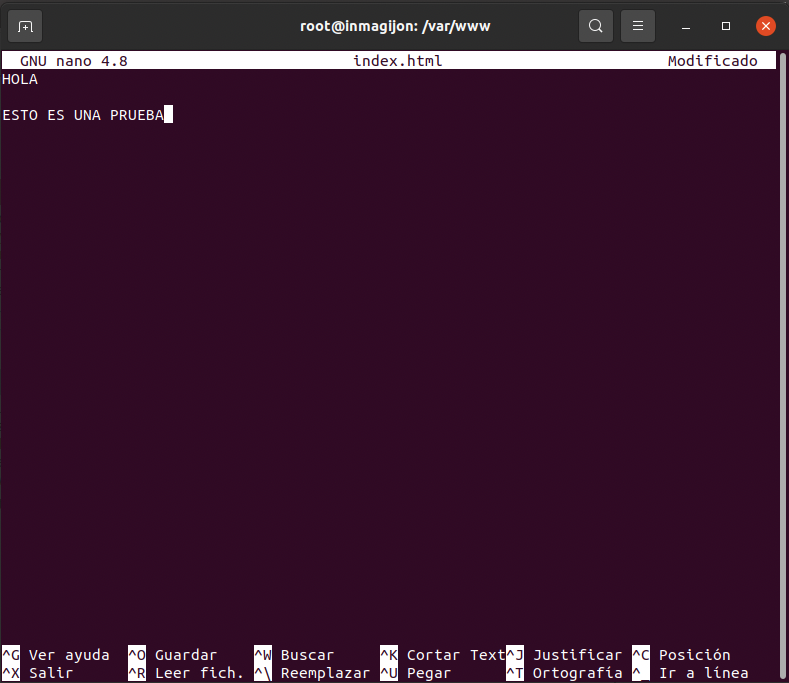 root@inmagijon: /var/www
GNU nano 4.8 index.html Modificado
HOLA
ESTO ES UNA PRUEBA
^G Ver ayuda ^O Guardar ^W Buscar ^K Cortar Text^J Justificar ^C Posición
^X Salir ^R Leer fich. ^\ Reemplazar ^U Pegar ^T Ortografía ^_ Ir a línea